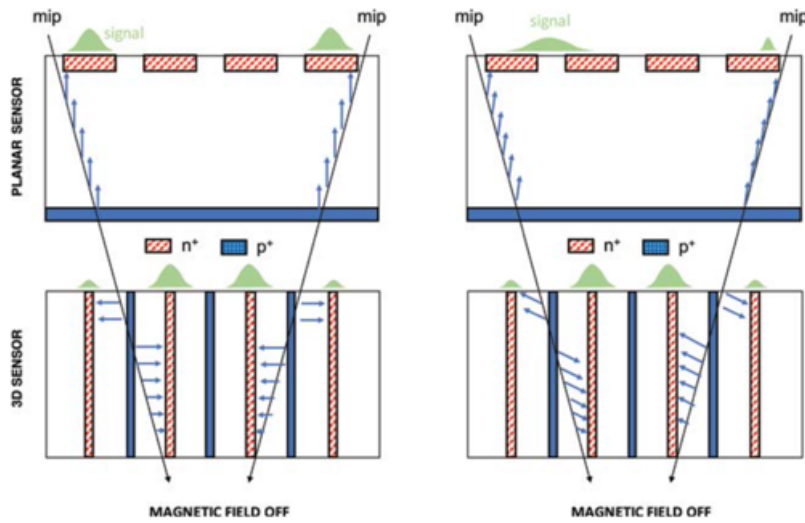 mip signal mip
mip signal mip
PLANAR SENSOR
n+ p+
n+ p+
3D SENSOR
MAGNETIC FIELD OFF
MAGNETIC FIELD OFF